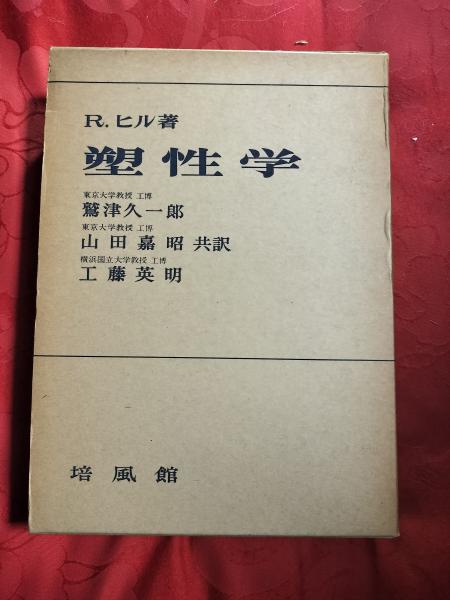 R.ヒル著
塑性学
東京大学教授 工博
鷲津久一郎
東京大学教授 工博
山田嘉昭 共訳
横浜国立大学教授 工博
工藤英明
培風館